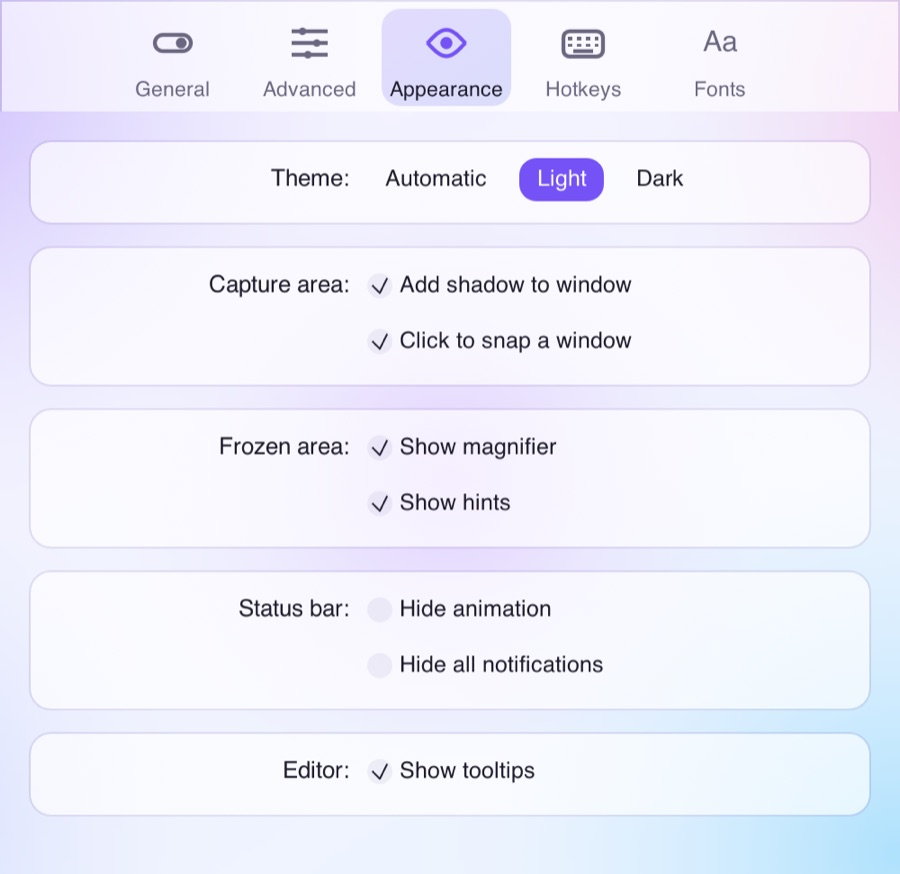 General Advanced Appearance Hotkeys Aa Fonts
Theme: Automatic Light Dark
Capture area: Add shadow to window
Click to snap a window
Frozen area: Show magnifier
Show hints
Status bar: Hide animation
Hide all notifications
Editor: Show tooltips